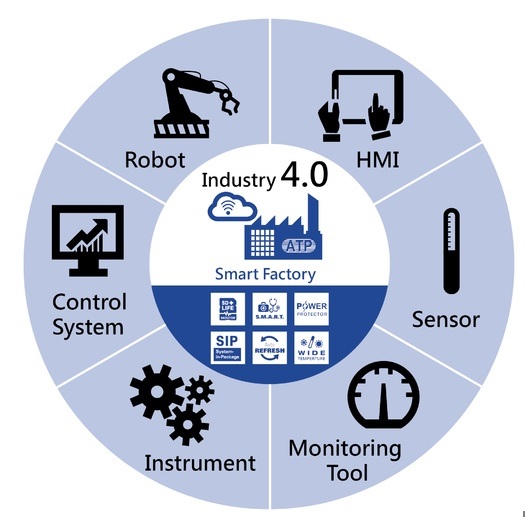 Robot
HMI
Industry 4.0
ATP
Smart Factory
Control
System
Sensor
LIFE
S.M.A.R.T.
POWER
PROTECTOR
SIP
System-
in-Package
REFRESH
WIDE
TEMPERATURE
Instrument
Monitoring
Tool